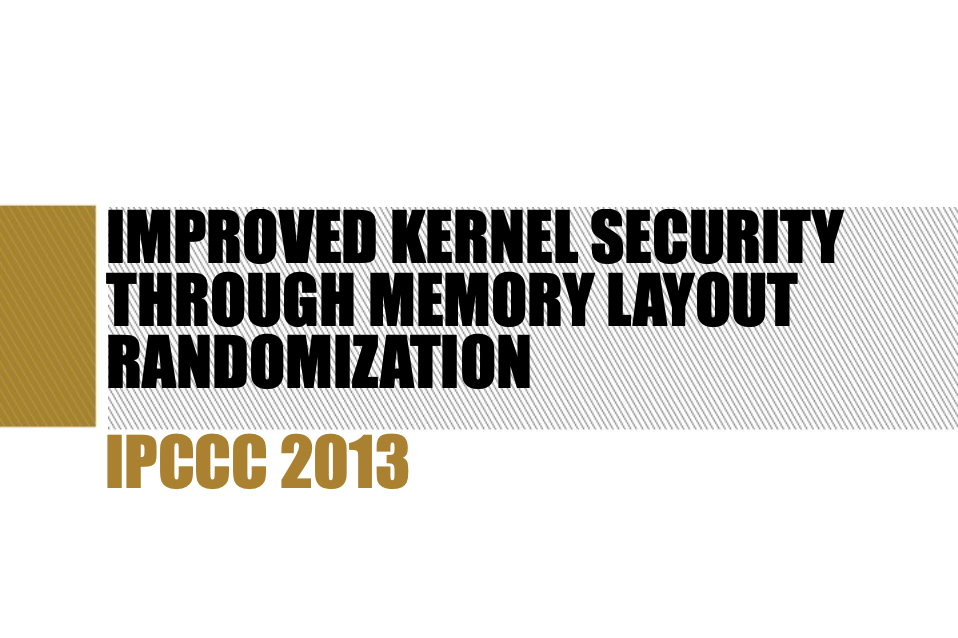 IMPROVED KERNEL SECURITY
THROUGH MEMORY LAYOUT
RANDOMIZATION
IPCCC 2013